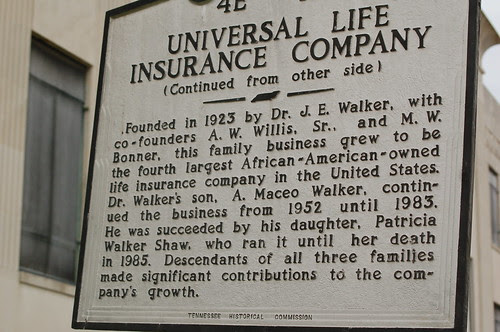 4E
UNIVERSAL LIFE
INSURANCE COMPANY
(Continued from other side)
Founded in 1923 by Dr. J. E. Walker, with
co-founders A. W. Willis, Sr., and M. W.
Bonner, this family business grew to be
the fourth largest African-American-owned
life insurance company in the United States.
Dr. Walker's son, A. Maceo Walker, contin-
ued the business from 1952 until 1983.
He was succeeded by his daughter, Patricia
Walker Shaw, who ran it until her death
in 1985. Descendants of all three families
made significant contributions to the com-
pany's growth.
TENNESSEE HISTORICAL COMMISSION